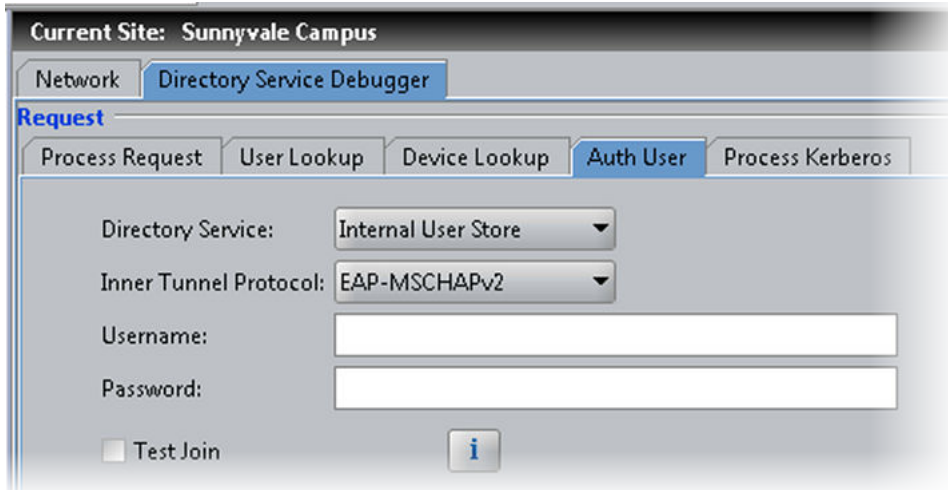 Current Site: Sunnyvale Campus
Network Directory Service Debugger
Request
Process Request User Lookup Device Lookup Auth User Process Kerberos
Directory Service: Internal User Store
Inner Tunnel Protocol: EAP-MSCHAPv2
Username:
Password:
Test Join i